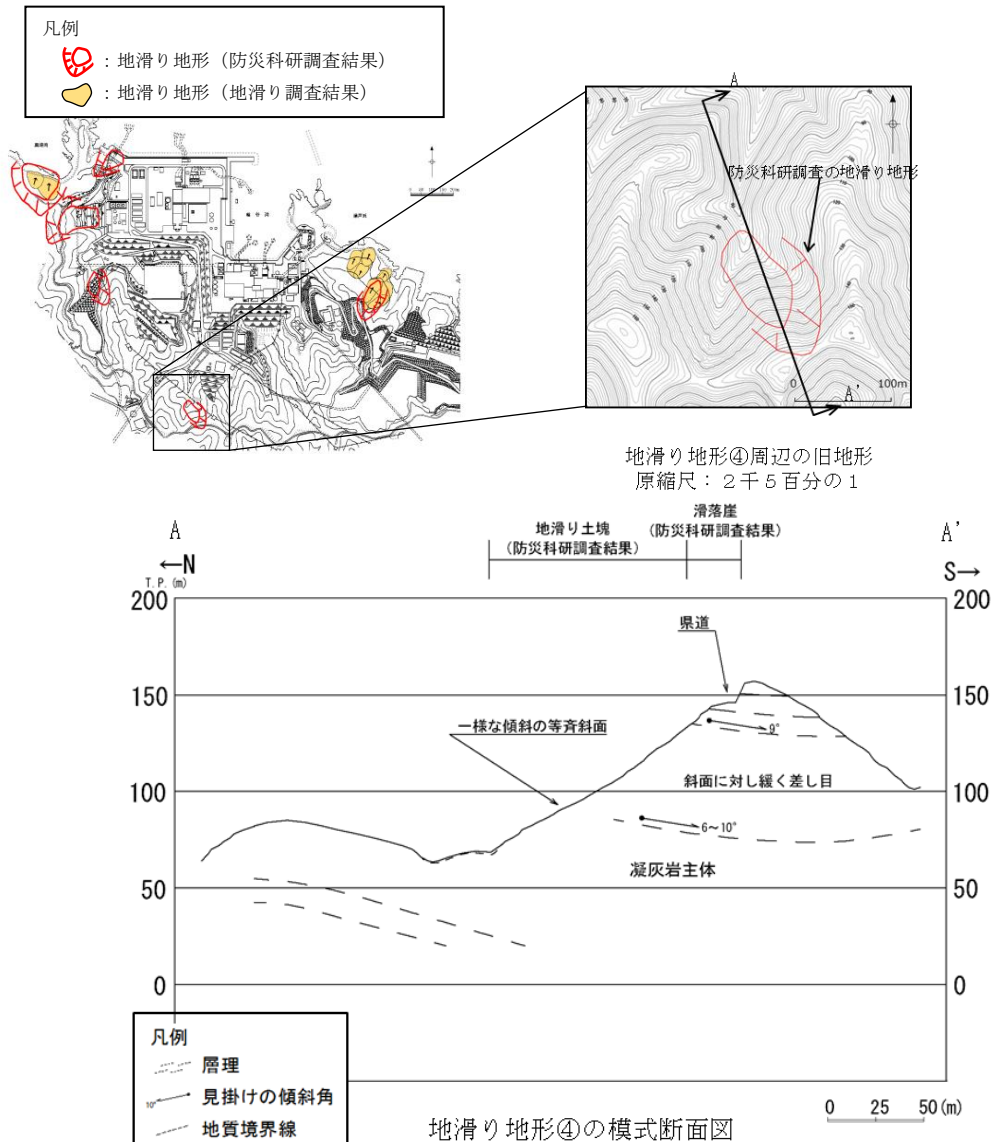 凡例
：地滑り地形（防災科研調査結果）
：地滑り地形（地滑り調査結果）
A
防災科研調査の地滑り地形
0
100m
A'
地滑り地形④周辺の旧地形
原縮尺：２千５百分の１
A
←N
T.P.(m)
地滑り土塊
(防災科研調査結果)
滑落崖
(防災科研調査結果)
A'
S→
200
200
県道
150
150
一様な傾斜の等斉斜面
9°
斜面に対し緩く差し目
100
100
6～10°
凝灰岩主体
50
50
0
0
凡例
層理
10°
見掛けの傾斜角
地質境界線
地滑り地形④の模式断面図
0 25 50(m)